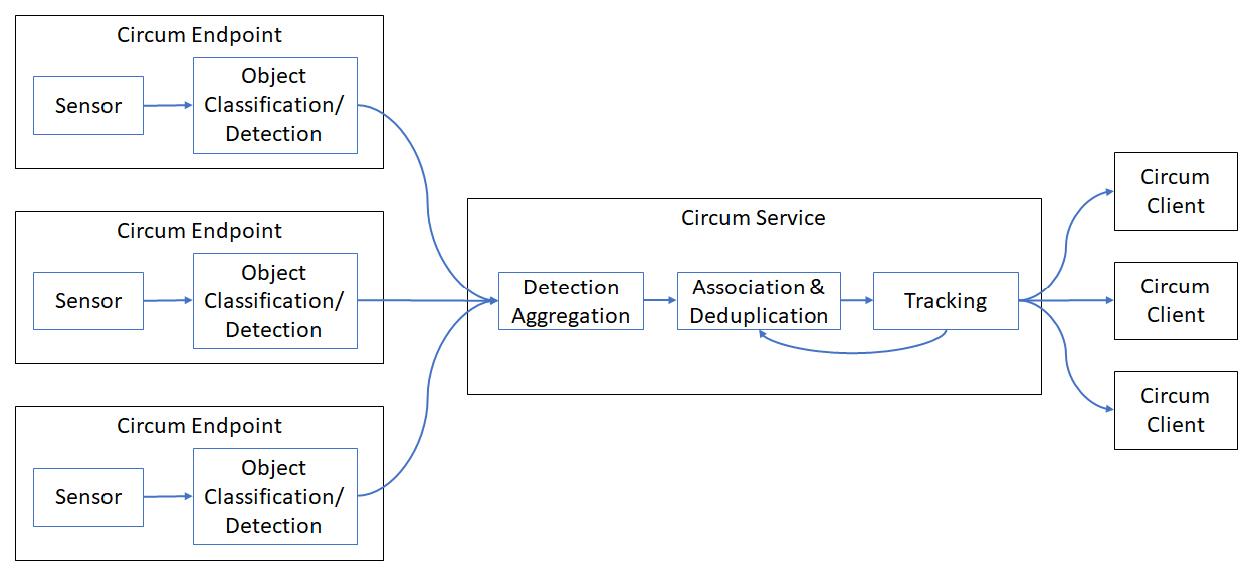 Circum Endpoint
Sensor
Object
Classification/
Detection
Circum Endpoint
Sensor
Object
Classification/
Detection
Circum Endpoint
Sensor
Object
Classification/
Detection
Circum Service
Detection
Aggregation
Association &
Deduplication
Tracking
Circum
Client
Circum
Client
Circum
Client